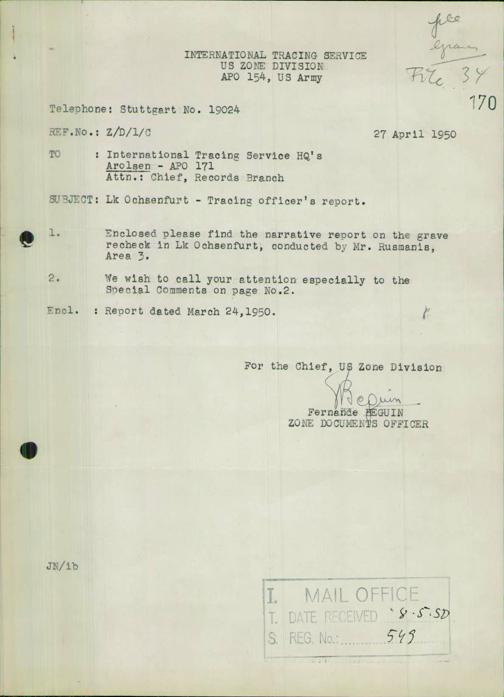 file
File 34
170
INTERNATIONAL TRACING SERVICE
US ZONE DIVISION
APO 154, US Army
Telephone: Stuttgart No. 19024
REF.No.: Z/D/1/C
27 April 1950
TO : International Tracing Service HQ's
Arolsen - APO 171
Attn.: Chief, Records Branch
SUBJECT: Lk Ochsenfurt - Tracing officer's report.
1. Enclosed please find the narrative report on the grave
recheck in Lk Ochsenfurt, conducted by Mr. Rusmanis,
Area 3.
2. We wish to call your attention especially to the
Special Comments on page No.2.
Encl. : Report dated March 24,1950.
For the Chief, US Zone Division
Beguin
Fernande BEGUIN
ZONE DOCUMENTS OFFICER
JN/ib
I. MAIL OFFICE
T. DATE RECEIVED 8.5.50
S. REG. No.: 549